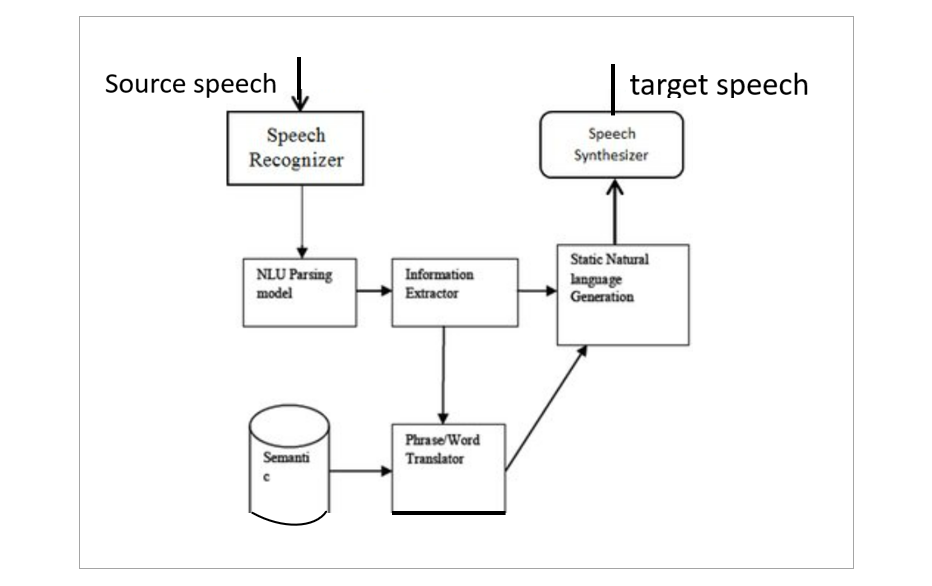 Source speech
target speech
Speech
Recognizer
Speech
Synthesizer
NLU Parsing
model
Information
Extractor
Static Natural
language
Generation
Semanti
c
Phrase/Word
Translator